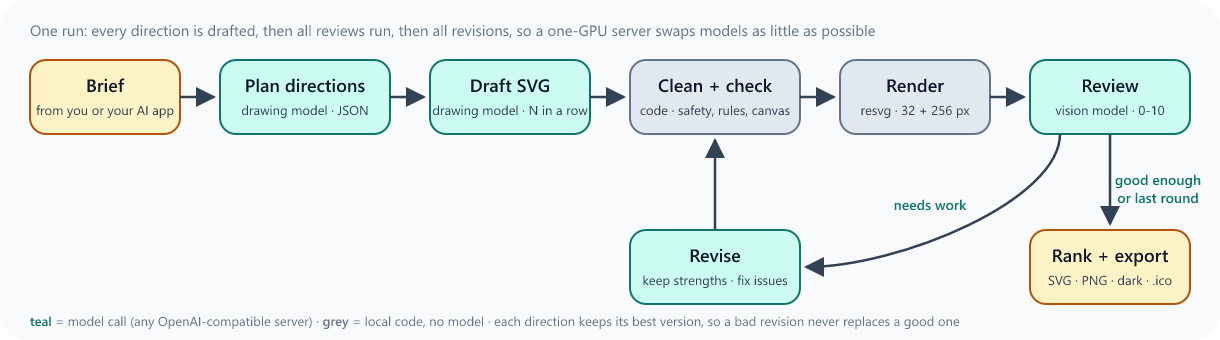 One run: every direction is drafted, then all reviews run, then all revisions, so a one-GPU server swaps models as little as possible
Brief
from you or your AI app
Plan directions
drawing model · JSON
Draft SVG
drawing model · N in a row
Clean + check
code · safety, rules, canvas
Render
resvg · 32 + 256 px
Review
vision model · 0-10
good enough
or last round
needs work
Revise
keep strengths · fix issues
Rank + export
SVG · PNG · dark · .ico
teal = model call (any OpenAI-compatible server) · grey = local code, no model · each direction keeps its best version, so a bad revision never replaces a good one